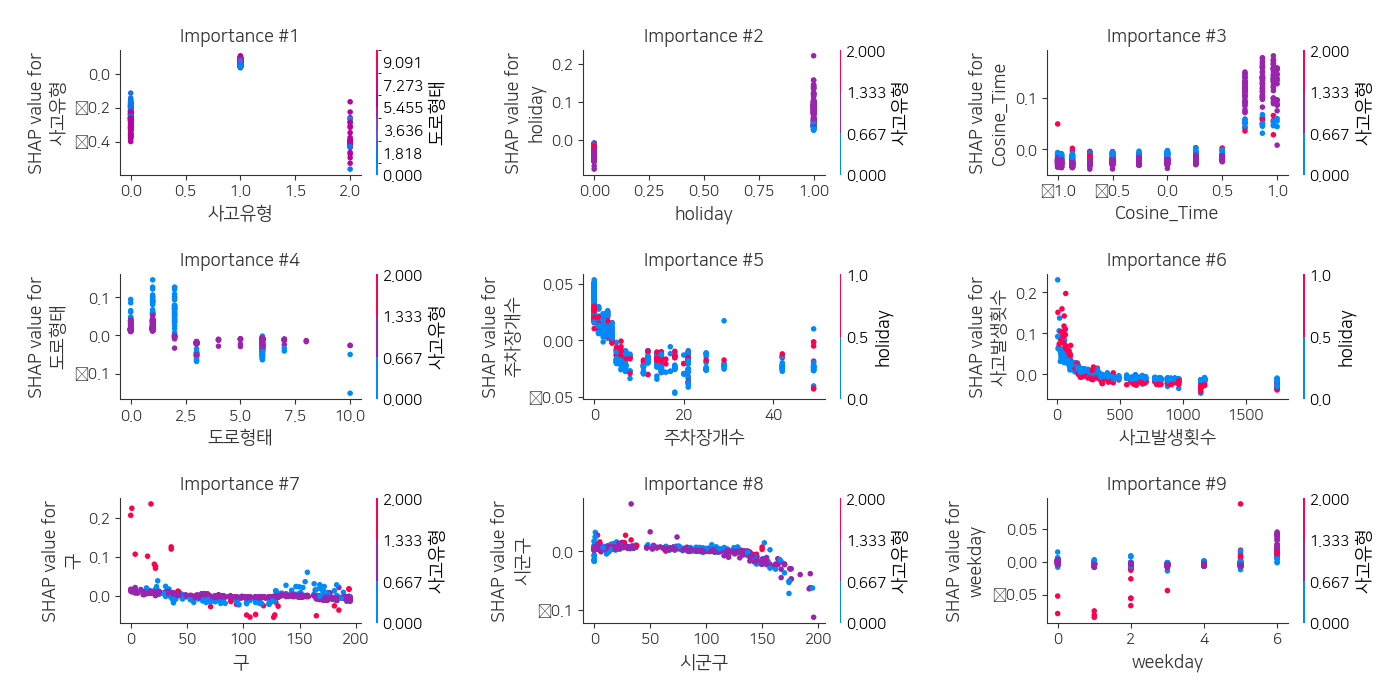 Importance #1
SHAP value for
사고유형
0.0
0.2
0.4
0.0
0.5
1.0
1.5
2.0
사고유형
9.091
7.273
5.455
3.636
1.818
0.000
도로형태
Importance #2
SHAP value for
holiday
0.2
0.1
0.0
0.00
0.25
0.50
0.75
1.00
holiday
2.000
1.333
0.667
0.000
사고유형
Importance #3
SHAP value for
Cosine_Time
0.1
0.0
1.0
0.5
0.0
0.5
1.0
Cosine_Time
2.000
1.333
0.667
0.000
사고유형
Importance #4
SHAP value for
도로형태
0.1
0.0
0.1
0.0
2.5
5.0
7.5
10.0
도로형태
2.000
1.333
0.667
0.000
사고유형
Importance #5
SHAP value for
주차장개수
0.05
0.00
0.05
0
20
40
주차장개수
1.0
0.5
0.0
holiday
Importance #6
SHAP value for
사고발생횟수
0.2
0.1
0.0
0
500
1000
1500
사고발생횟수
1.0
0.5
0.0
holiday
Importance #7
SHAP value for
구
0.2
0.1
0.0
0
50
100
150
200
구
2.000
1.333
0.667
0.000
사고유형
Importance #8
SHAP value for
시군구
0.0
0.1
0
50
100
150
200
시군구
2.000
1.333
0.667
0.000
사고유형
Importance #9
SHAP value for
weekday
0.05
0.00
0.05
0
2
4
6
weekday
2.000
1.333
0.667
0.000
사고유형